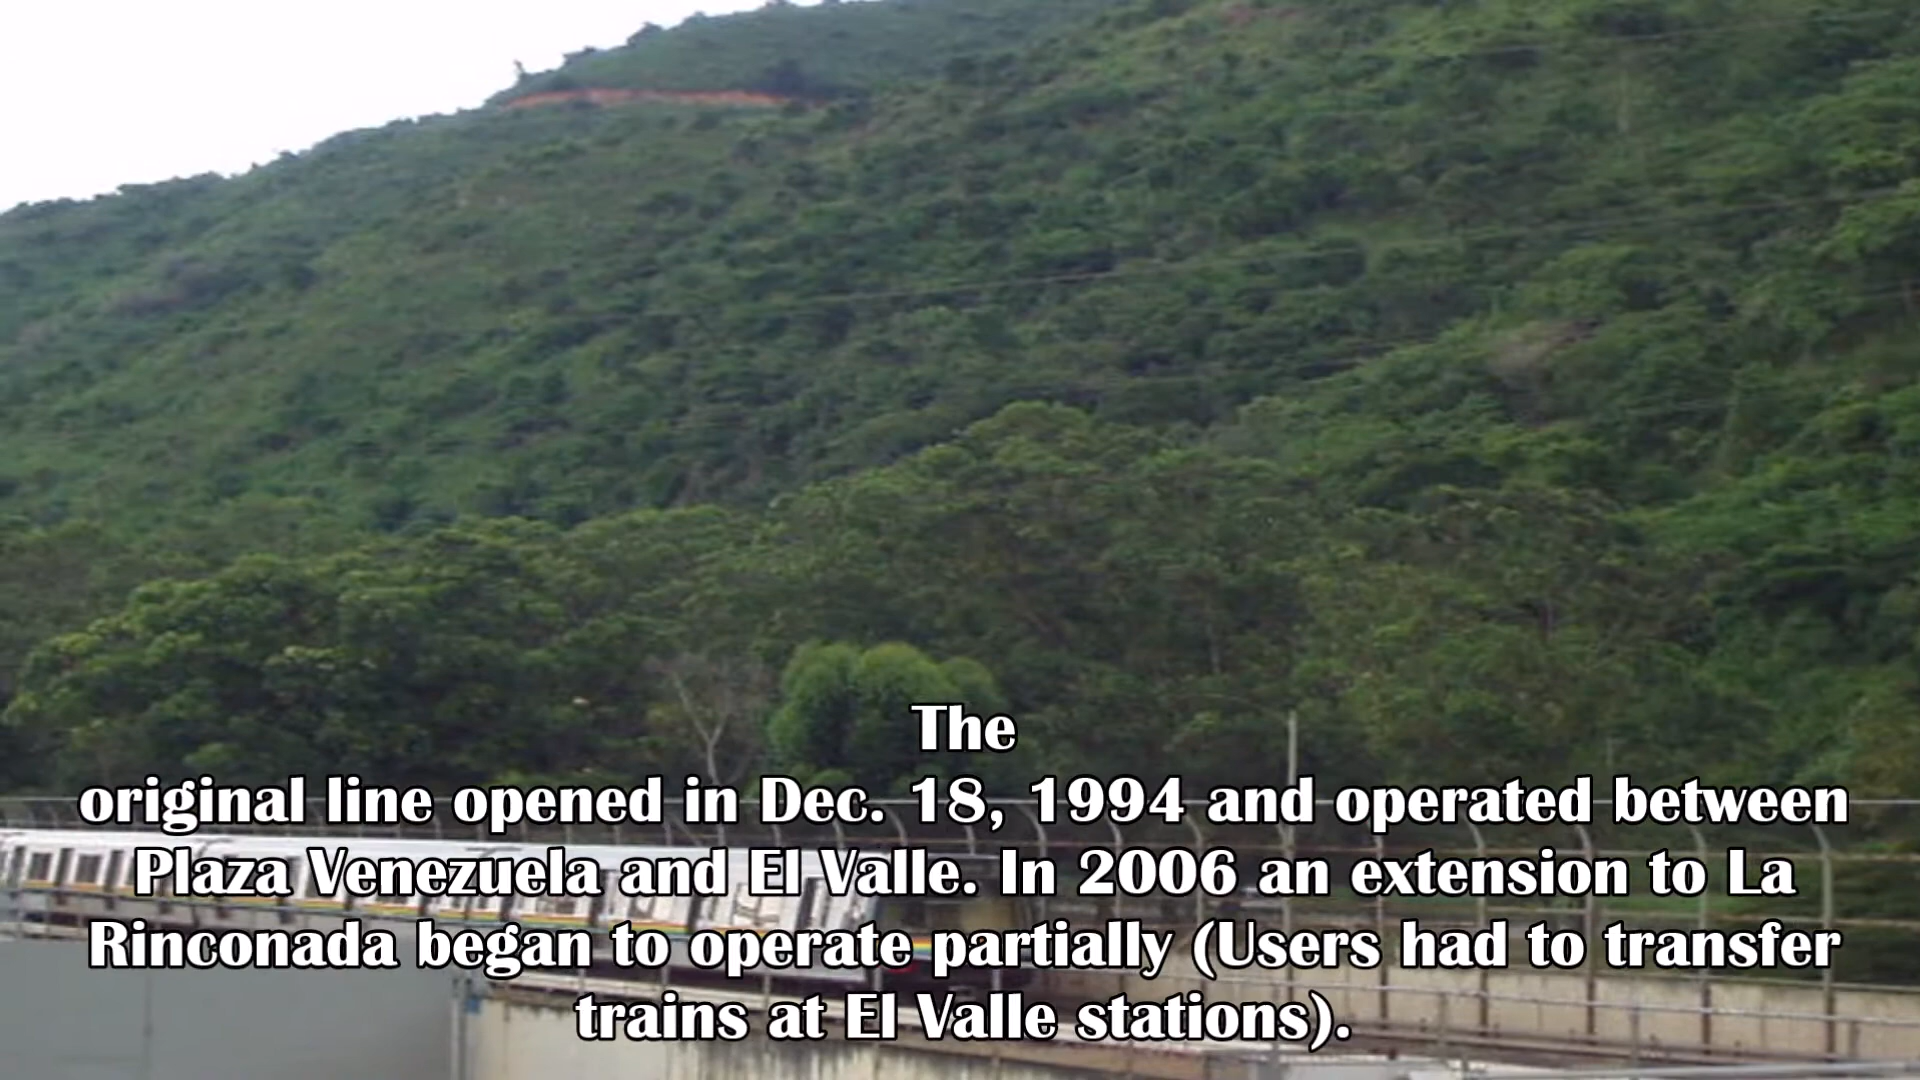 The
original line opened in Dec. 18, 1994 and operated between
Plaza Venezuela and El Valle. In 2006 an extension to La
Rinconada began to operate partially (Users had to transfer
trains at El Valle stations).